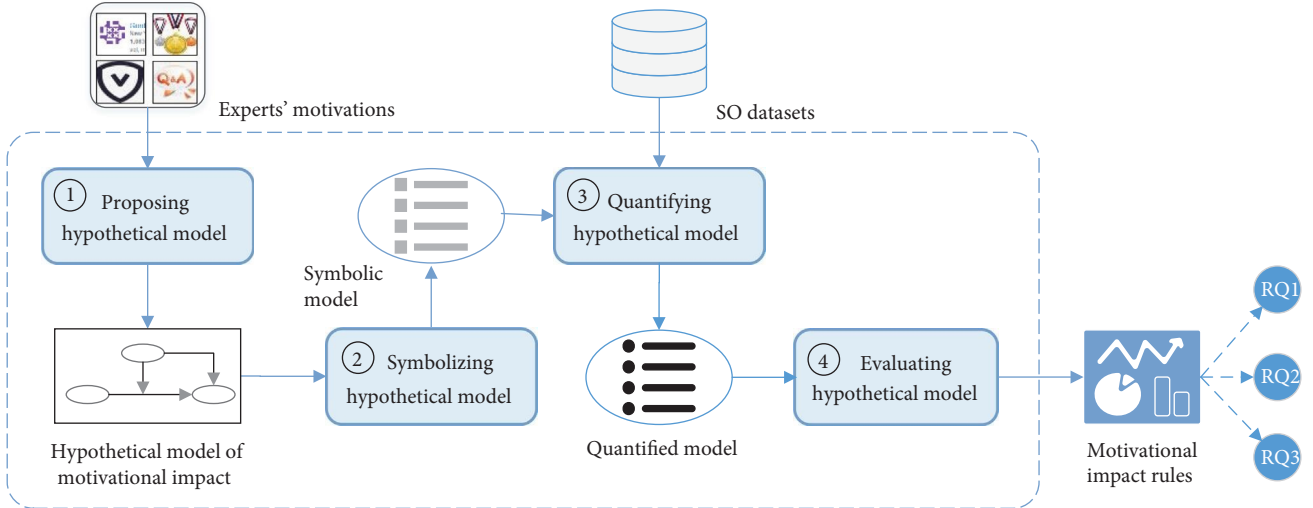 Q&A
Experts' motivations
SO datasets
1 Proposing
hypothetical model
3 Quantifying
hypothetical model
Symbolic
model
2 Symbolizing
hypothetical model
4 Evaluating
hypothetical model
Hypothetical model of
motivational impact
Quantified model
Motivational
impact rules
RQ1
RQ2
RQ3